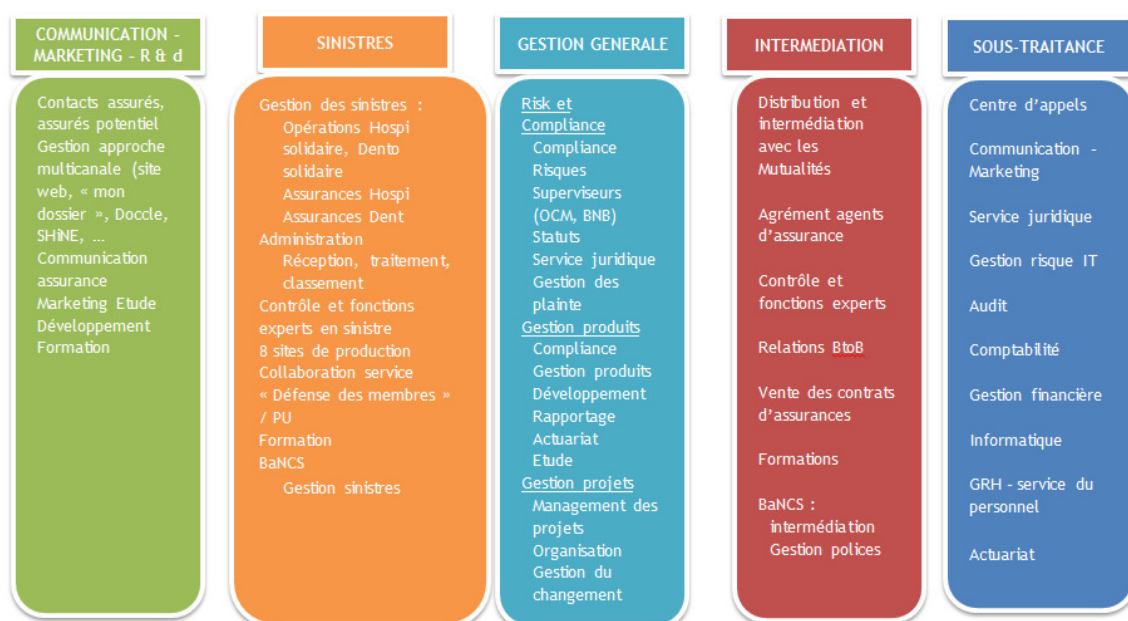 COMMUNICATION -
MARKETING - R & d
Contacts assurés,
assurés potentiel
Gestion approche
multicanale (site
web, « mon
dossier », Doccle,
SHiNE, ...
Communication
assurance
Marketing Etude
Développement
Formation
SINISTRES
Gestion des sinistres :
Opérations Hospi
solidaire, Dento
solidaire
Assurances Hospi
Assurances Dent
Administration
Réception, traitement,
classement
Contrôle et fonctions
experts en sinistre
8 sites de production
Collaboration service
« Défense des membres »
/ PU
Formation
BaNCS
Gestion sinistres
GESTION GENERALE
Risk et
Compliance
Compliance
Risques
Superviseurs
(OCM, BNB)
Statuts
Service juridique
Gestion des
plainte
Gestion produits
Compliance
Gestion produits
Développement
Rapportage
Actuariat
Etude
Gestion projets
Management des
projets
Organisation
Gestion du
changement
INTERMEDIATION
Distribution et
intermédiation
avec les
Mutualités
Agrément agents
d'assurance
Contrôle et
fonctions experts
Relations BtoB
Vente des contrats
d'assurances
Formations
BaNCS :
intermédiation
Gestion polices
SOUS-TRAITANCE
Centre d'appels
Communication -
Marketing
Service juridique
Gestion risque IT
Audit
Comptabilité
Gestion financière
Informatique
GRH - service du
personnel
Actuariat